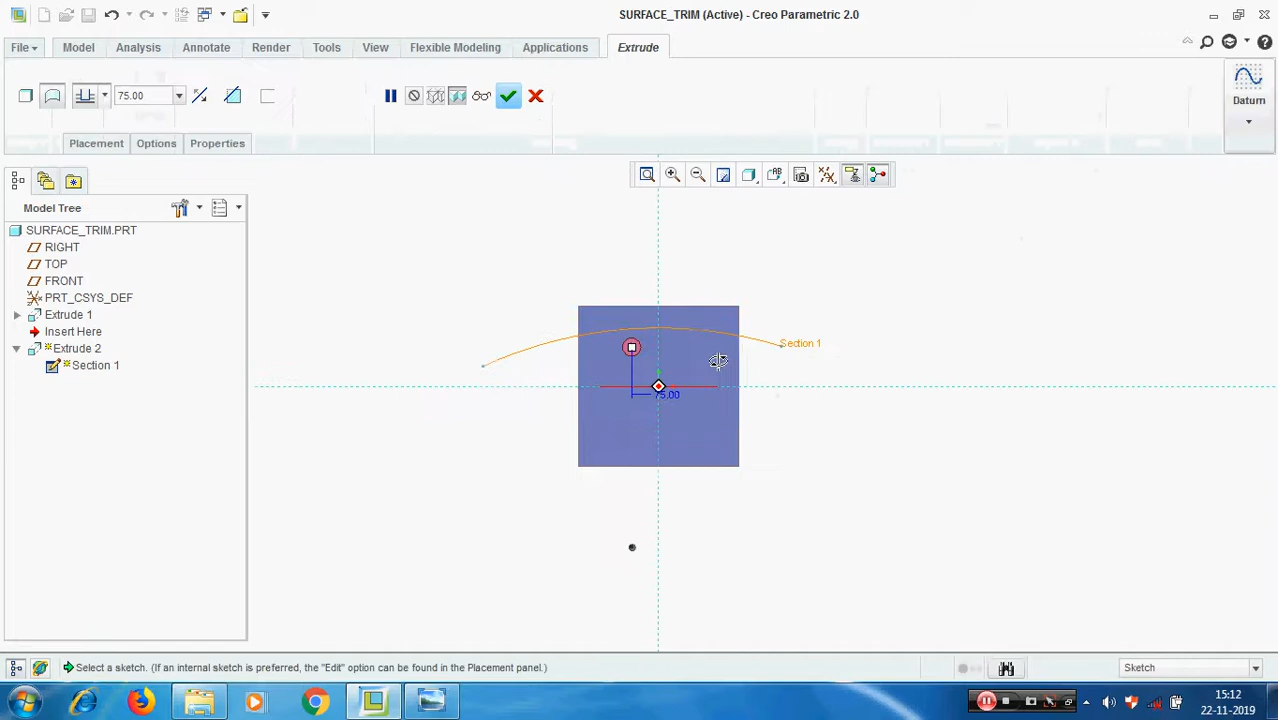 SURFACE_TRIM (Active) - Creo Parametric 2.0
File Model Analysis Annotate Render Tools View Flexible Modeling Applications Extrude
75.00
Datum
Placement Options Properties
Model Tree
SURFACE_TRIM.PRT
RIGHT
TOP
FRONT
PRT_CSYS_DEF
Extrude 1
Insert Here
Extrude 2
Section 1
Section 1
75.00
Select a sketch. (If an internal sketch is preferred, the "Edit" option can be found in the Placement panel.)
Sketch
15:12
22-11-2019